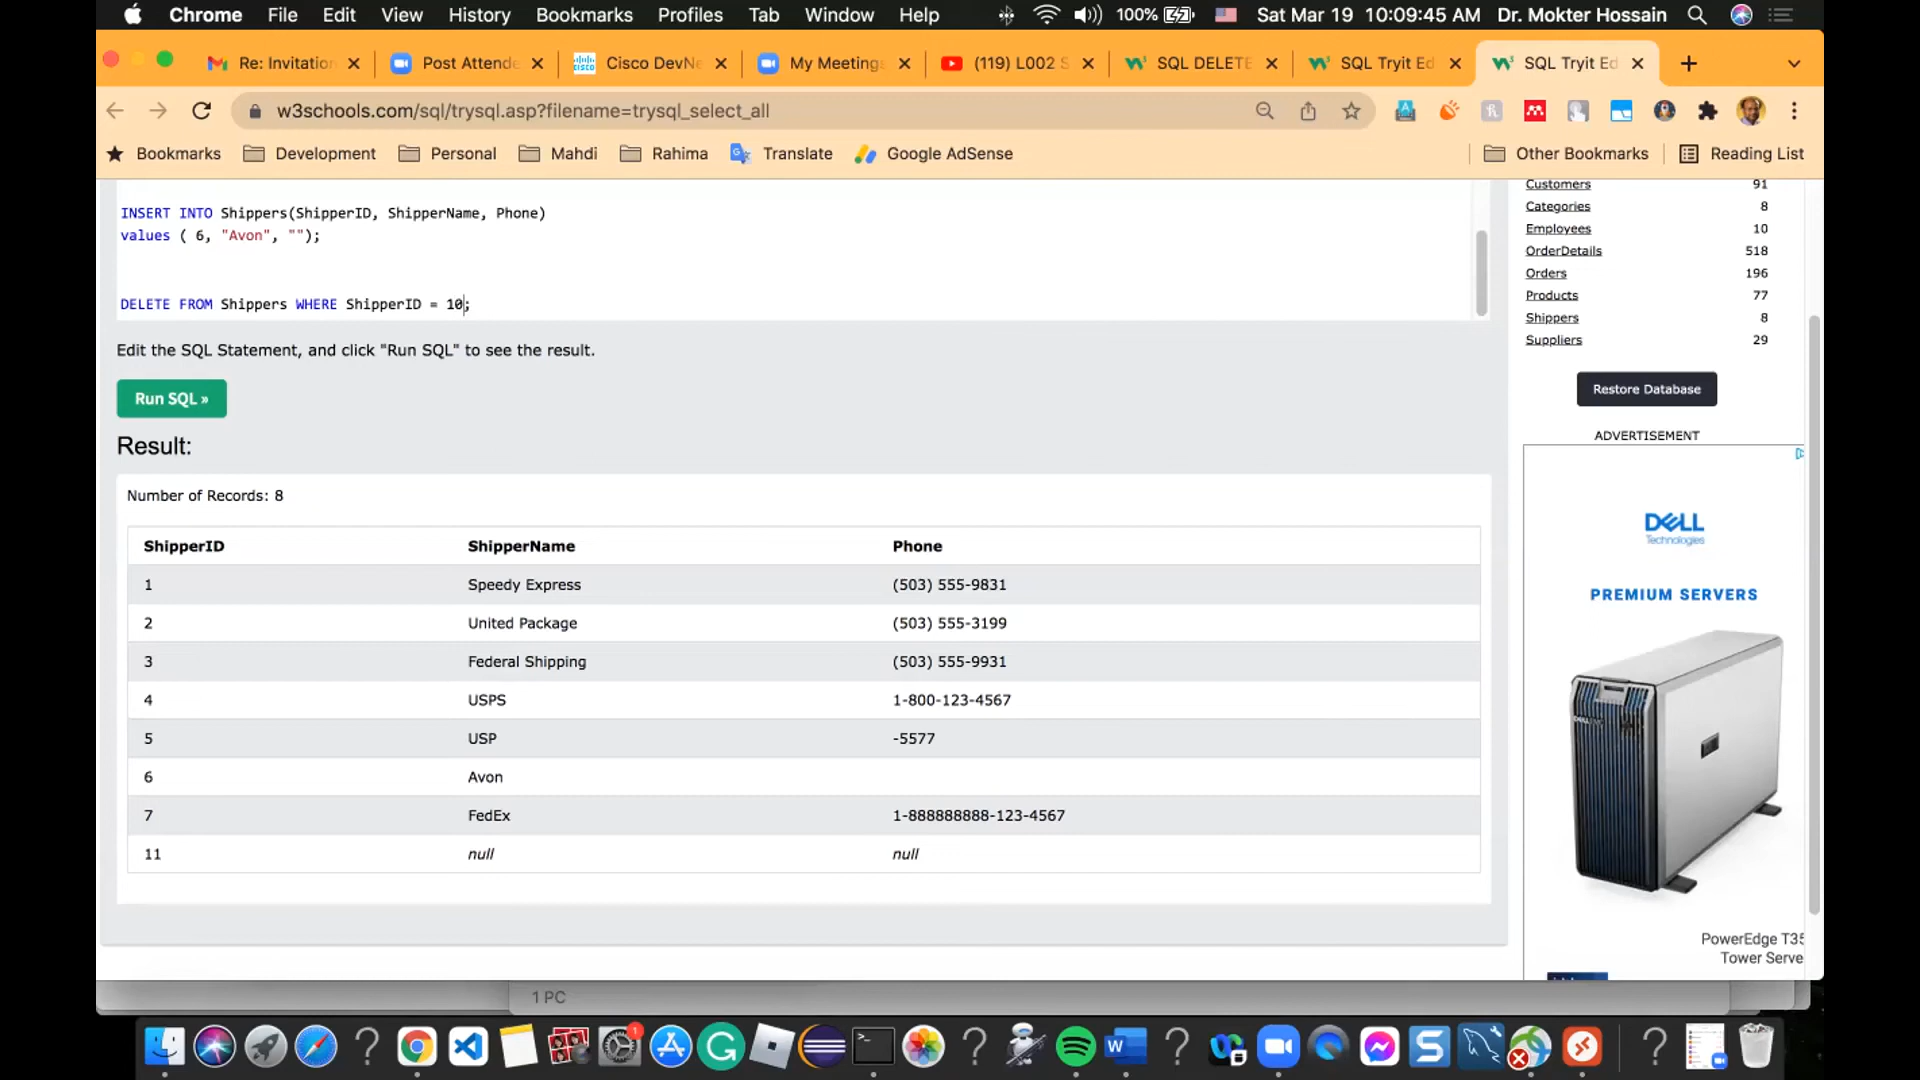 Chrome File Edit View History Bookmarks Profiles Tab Window Help 100% Sat Mar 19 10:09:45 AM Dr. Mokter Hossain
Re: Invitation Post Attende Cisco DevNe My Meetings (119) L002 S SQL DELETE SQL Tryit Ed SQL Tryit Ed
w3schools.com/sql/trysql.asp?filename=trysql_select_all
Bookmarks Development Personal Mahdi Rahima Translate Google AdSense Other Bookmarks Reading List
INSERT INTO Shippers(ShipperID, ShipperName, Phone)
values ( 6, "Avon", "");
DELETE FROM Shippers WHERE ShipperID = 10;
Edit the SQL Statement, and click "Run SQL" to see the result.
Run SQL »
Result:
Number of Records: 8
ShipperID ShipperName Phone
1 Speedy Express (503) 555-9831
2 United Package (503) 555-3199
3 Federal Shipping (503) 555-9931
4 USPS 1-800-123-4567
5 USP -5577
6 Avon
7 FedEx 1-888888888-123-4567
11 null null
Customers 91
Categories 8
Employees 10
OrderDetails 518
Orders 196
Products 77
Shippers 8
Suppliers 29
Restore Database
ADVERTISEMENT
DELL
Technologies
PREMIUM SERVERS
PowerEdge T35
Tower Serve
1 PC